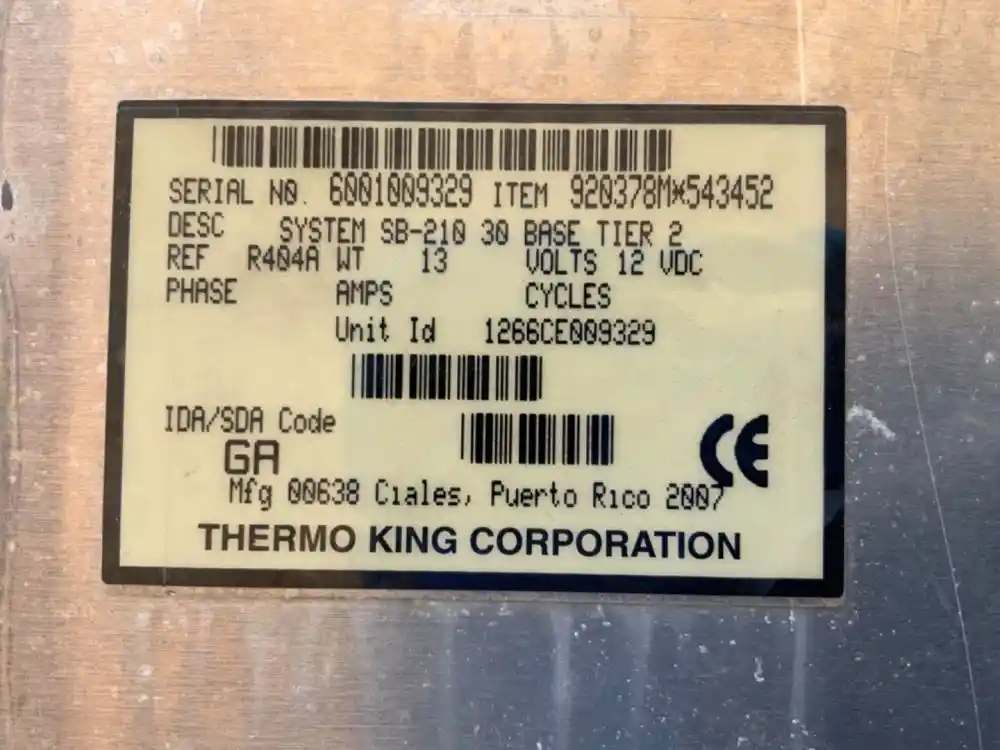 SERIAL NO. 6001009329 ITEM 920378M*543452
DESC SYSTEM SB-210 30 BASE TIER 2
REF R404A WT 13 VOLTS 12 VDC
PHASE AMPS CYCLES
Unit Id 1266CE009329
IDA/SDA Code
GA
CE
Mfg 00638 Ciales, Puerto Rico 2007
THERMO KING CORPORATION